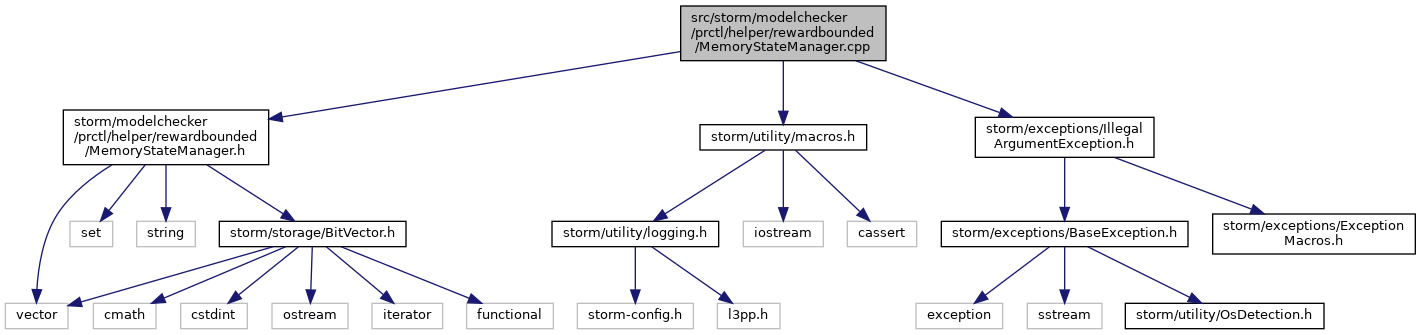 src/storm/modelchecker
/prctl/helper/rewardbounded
/MemoryStateManager.cpp
storm/modelchecker
/prctl/helper/rewardbounded
/MemoryStateManager.h
storm/utility/macros.h
storm/exceptions/Illegal
ArgumentException.h
set
string
storm/storage/BitVector.h
storm/utility/logging.h
iostream
cassert
storm/exceptions/BaseException.h
storm/exceptions/Exception
Macros.h
vector
cmath
cstdint
ostream
iterator
functional
storm-config.h
l3pp.h
exception
sstream
storm/utility/OsDetection.h